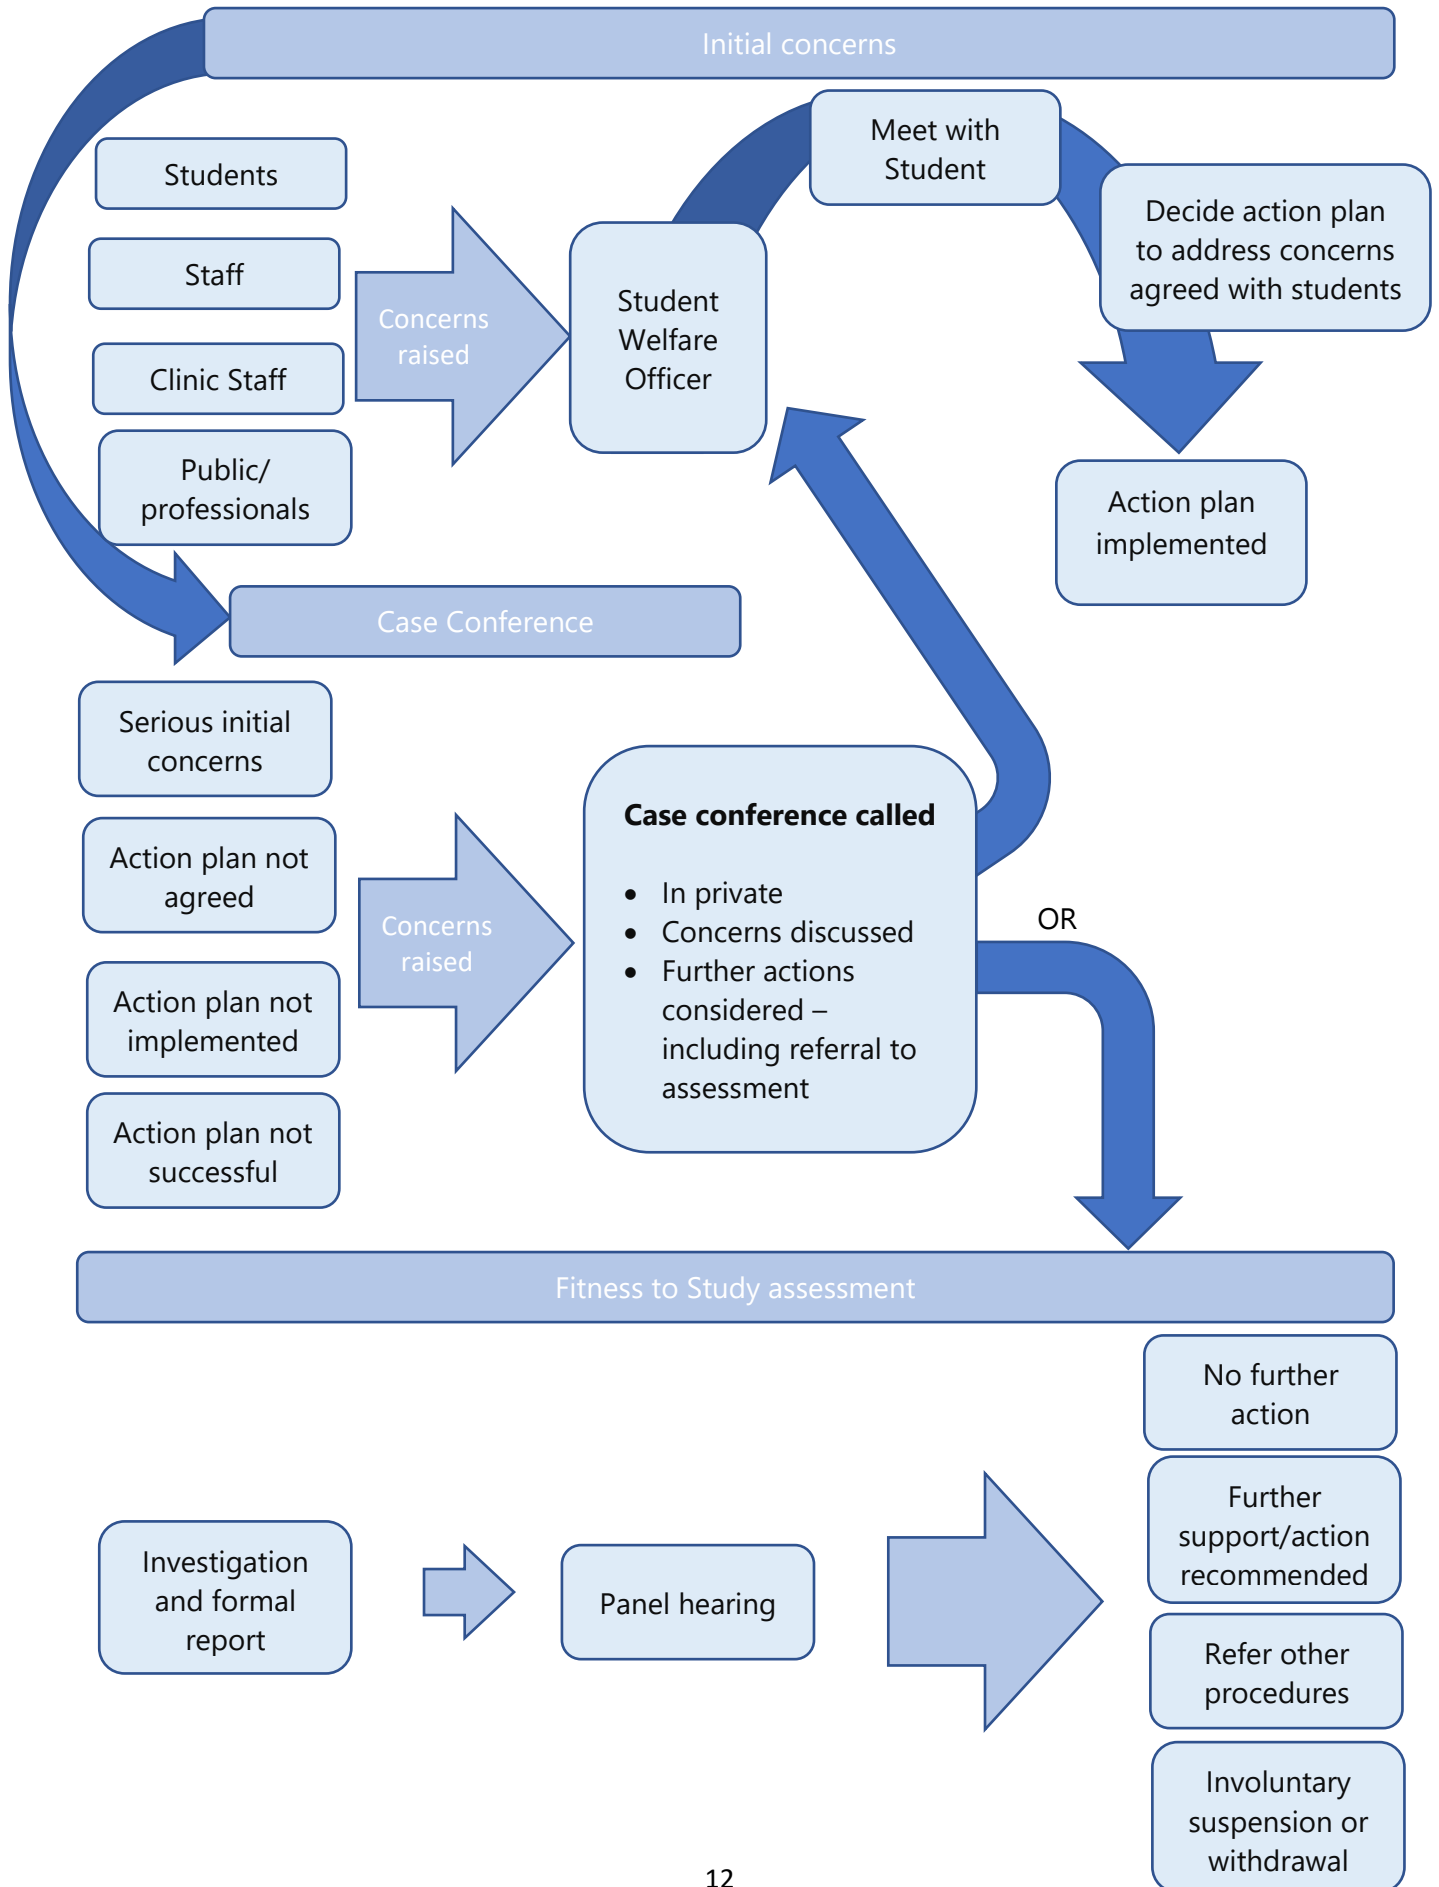 Initial concerns
Students
Staff
Clinic Staff
Public/
professionals
Concerns
raised
Student
Welfare
Officer
Meet with
Student
Decide action plan
to address concerns
agreed with students
Action plan
implemented
Case Conference
Serious initial
concerns
Action plan not
agreed
Action plan not
implemented
Action plan not
successful
Concerns
raised
Case conference called
• In private
• Concerns discussed
• Further actions
considered –
including referral to
assessment
OR
Fitness to Study assessment
Investigation
and formal
report
Panel hearing
No further
action
Further
support/action
recommended
Refer other
procedures
Involuntary
suspension or
withdrawal
12